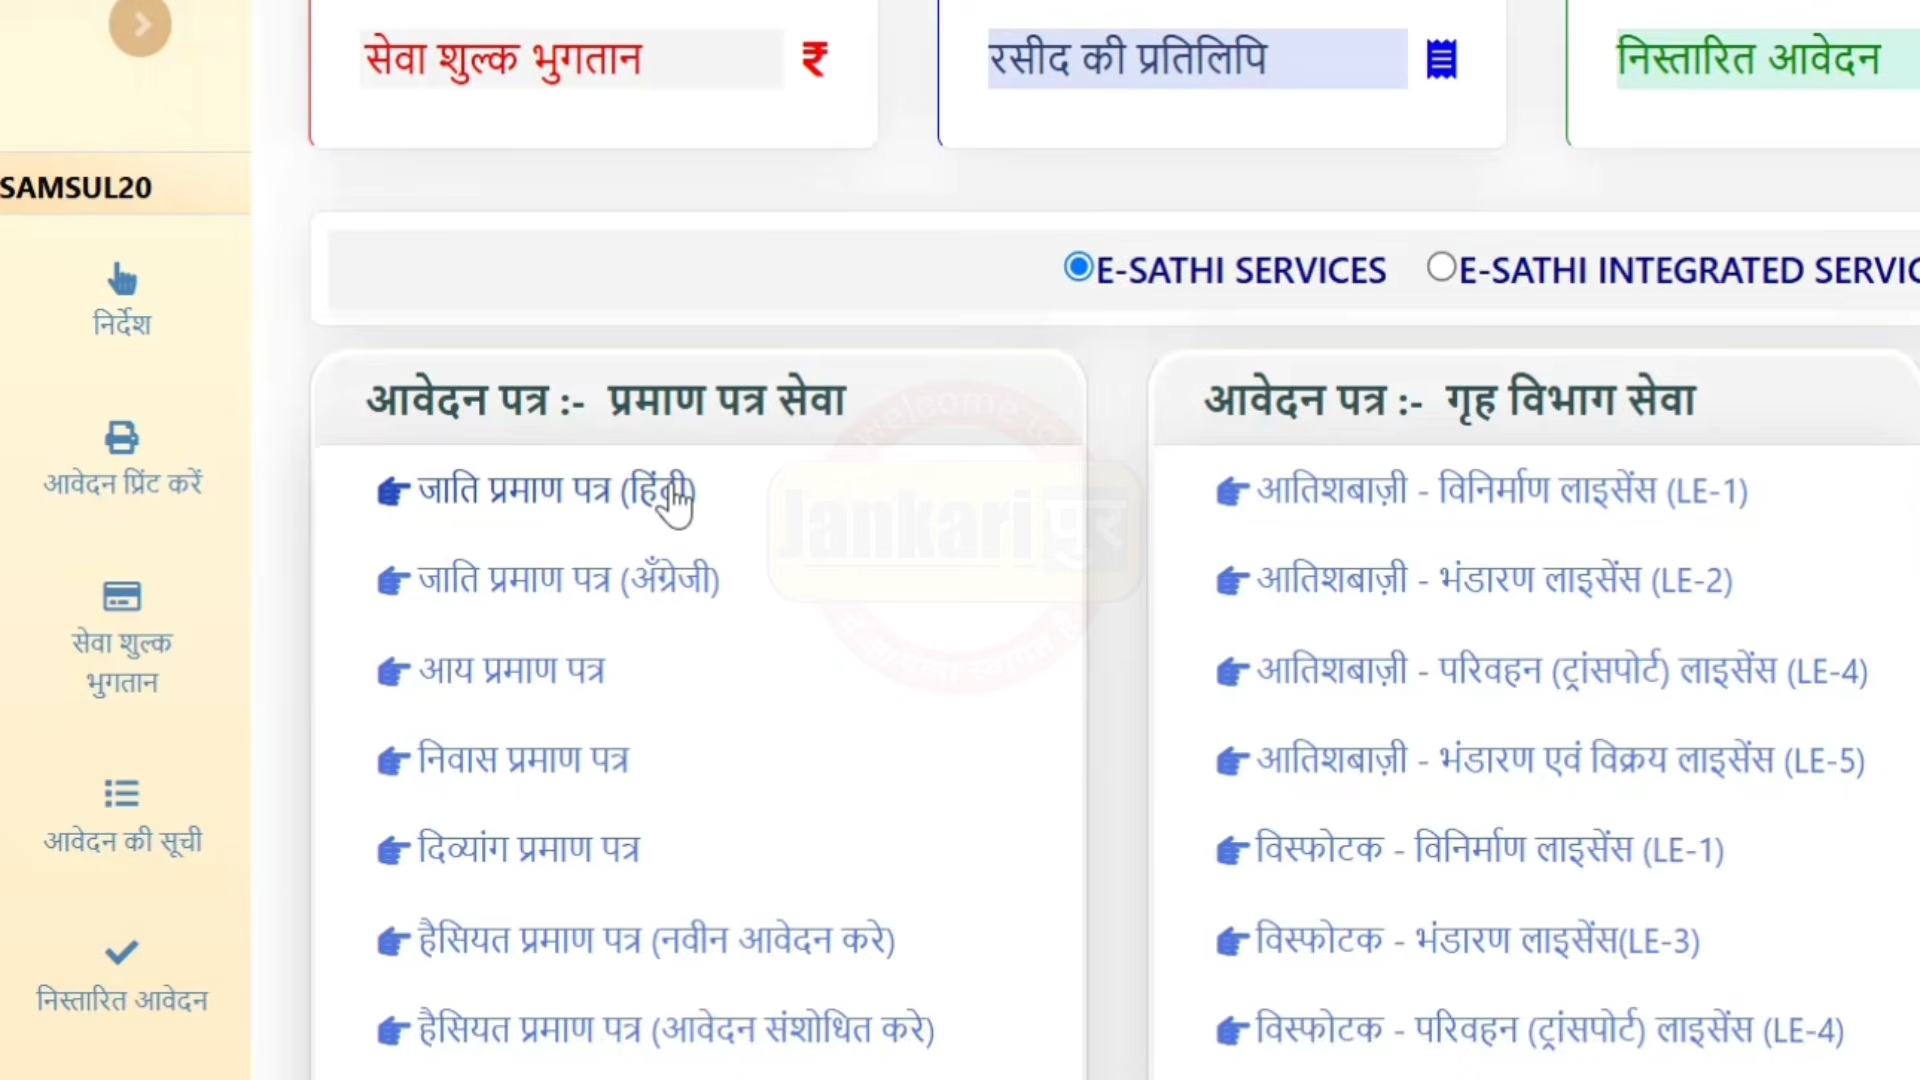 सेवा शुल्क भुगतान
रसीद की प्रतिलिपि
निस्तारित आवेदन
SAMSUL20
निर्देश
आवेदन प्रिंट करें
सेवा शुल्क
भुगतान
आवेदन की सूची
निस्तारित आवेदन
E-SATHI SERVICES
E-SATHI INTEGRATED SERVIC
आवेदन पत्र :- प्रमाण पत्र सेवा
जाति प्रमाण पत्र (हिंदी)
जाति प्रमाण पत्र (अँग्रेजी)
आय प्रमाण पत्र
निवास प्रमाण पत्र
दिव्यांग प्रमाण पत्र
हैसियत प्रमाण पत्र (नवीन आवेदन करे)
हैसियत प्रमाण पत्र (आवेदन संशोधित करे)
आवेदन पत्र :- गृह विभाग सेवा
आतिशबाज़ी - विनिर्माण लाइसेंस (LE-1)
आतिशबाज़ी - भंडारण लाइसेंस (LE-2)
आतिशबाज़ी - परिवहन (ट्रांसपोर्ट) लाइसेंस (LE-4)
आतिशबाज़ी - भंडारण एवं विक्रय लाइसेंस (LE-5)
विस्फोटक - विनिर्माण लाइसेंस (LE-1)
विस्फोटक - भंडारण लाइसेंस(LE-3)
विस्फोटक - परिवहन (ट्रांसपोर्ट) लाइसेंस (LE-4)
welcome to
Jankari पुर